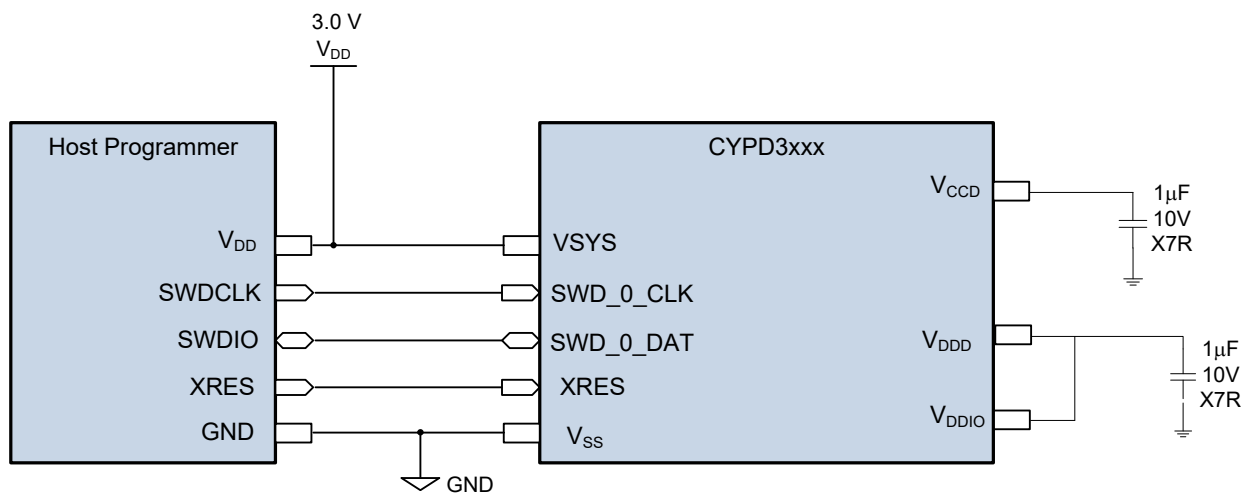 3.0 V
VDD
Host Programmer
VDD
SWDCLK
SWDIO
XRES
GND
GND
CYPD3xxx
VSYS
SWD_0_CLK
SWD_0_DAT
XRES
VSS
VCCD
VDDD
VDDIO
1µF
10V
X7R
1µF
10V
X7R